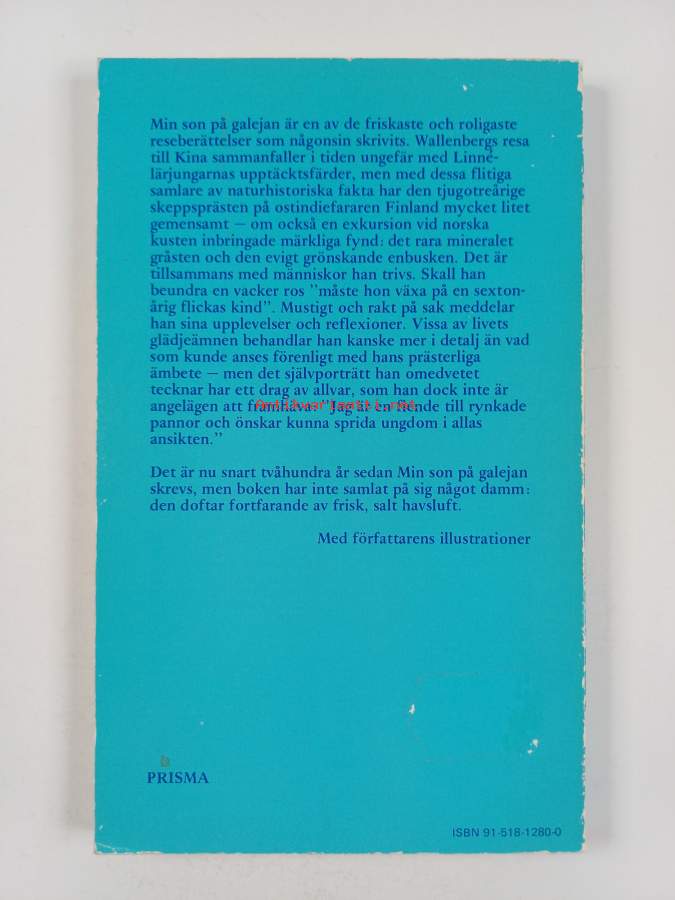 Min son på galejan är en av de friskaste och roligaste
reseberättelser som någonsin skrivits. Wallenbergs resa
till Kina sammanfaller i tiden ungefär med Linné-
lärjungarnas upptäcktsfärder, men med dessa flitiga
samlare av naturhistoriska fakta har den tjugotreårige
skeppsprästen på ostindiefararen Finland mycket litet
gemensamt – om också en exkursion vid norska
kusten inbringade märkliga fynd: det rara mineralet
gråsten och den evigt grönskande enbusken. Det är
tillsammans med människor han trivs. Skall han
beundra en vacker ros "måste hon växa på en sexton-
årig flickas kind". Mustigt och rakt på sak meddelar
han sina upplevelser och reflexioner. Vissa av livets
glädjeämnen behandlar han kanske mer i detalj än vad
som kunde anses förenligt med hans prästerliga
ämbete – men det självporträtt han omedvetet
tecknar har ett drag av allvar, som han dock inte är
angelägen att framhäva: "Jag är en fiende till rynkade
Antikvariaatti.net
pannor och önskar kunna sprida ungdom i allas
ansikten."
Det är nu snart tvåhundra år sedan Min son på galejan
skrevs, men boken har inte samlat på sig något damm:
den doftar fortfarande av frisk, salt havsluft.
Med författarens illustrationer
PRISMA
ISBN 91-518-1280-0